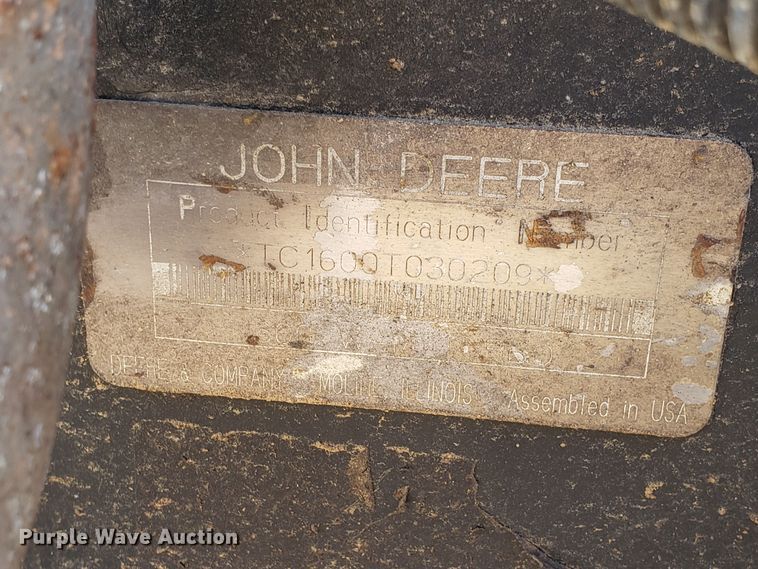 JOHN DEERE
Product Identification Number
TC1600T030209*
DEERE & COMPANY MOLINE ILLINOIS Assembled in USA
Purple Wave Auction